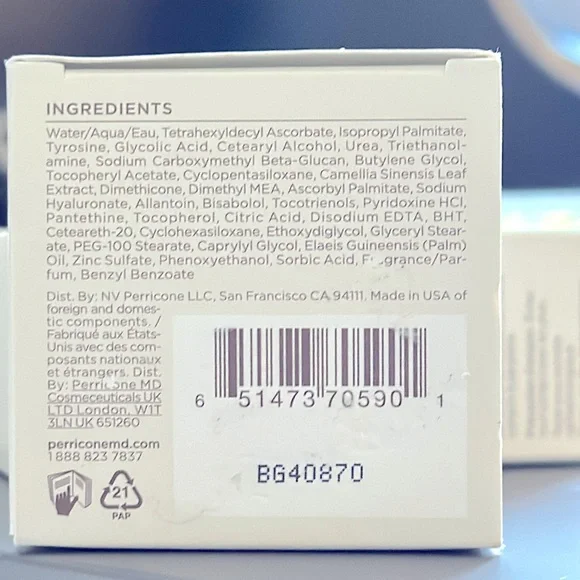 INGREDIENTS
Water/Aqua/Eau, Tetrahexyldecyl Ascorbate, Isopropyl Palmitate,
Tyrosine, Glycolic Acid, Cetearyl Alcohol, Urea, Triethanol-
amine, Sodium Carboxymethyl Beta-Glucan, Butylene Glycol,
Tocopheryl Acetate, Cyclopentasiloxane, Camellia Sinensis Leaf
Extract, Dimethicone, Dimethyl MEA, Ascorbyl Palmitate, Sodium
Hyaluronate, Allantoin, Bisabolol, Tocotrienols, Pyridoxine HCl,
Pantethine, Tocopherol, Citric Acid, Disodium EDTA, BHT,
Ceteareth-20, Cyclohexasiloxane, Ethoxydiglycol, Glyceryl Stear-
ate, PEG-100 Stearate, Caprylyl Glycol, Elaeis Guineensis (Palm)
Oil, Zinc Sulfate, Phenoxyethanol, Sorbic Acid, Fragrance/Par-
fum, Benzyl Benzoate
Dist. By: NV Perricone LLC, San Francisco CA 94111, Made in USA of
foreign and domes-
tic components. /
Fabriqué aux États-
Unis avec des com-
posants nationaux
et étrangers. Dist.
By: Perricone MD
Cosmeceuticals UK
LTD London, W1T
3LN UK 651260
perriconemd.com
1 888 823 7837
6 51473 70590 1
BG40870
21
PAP